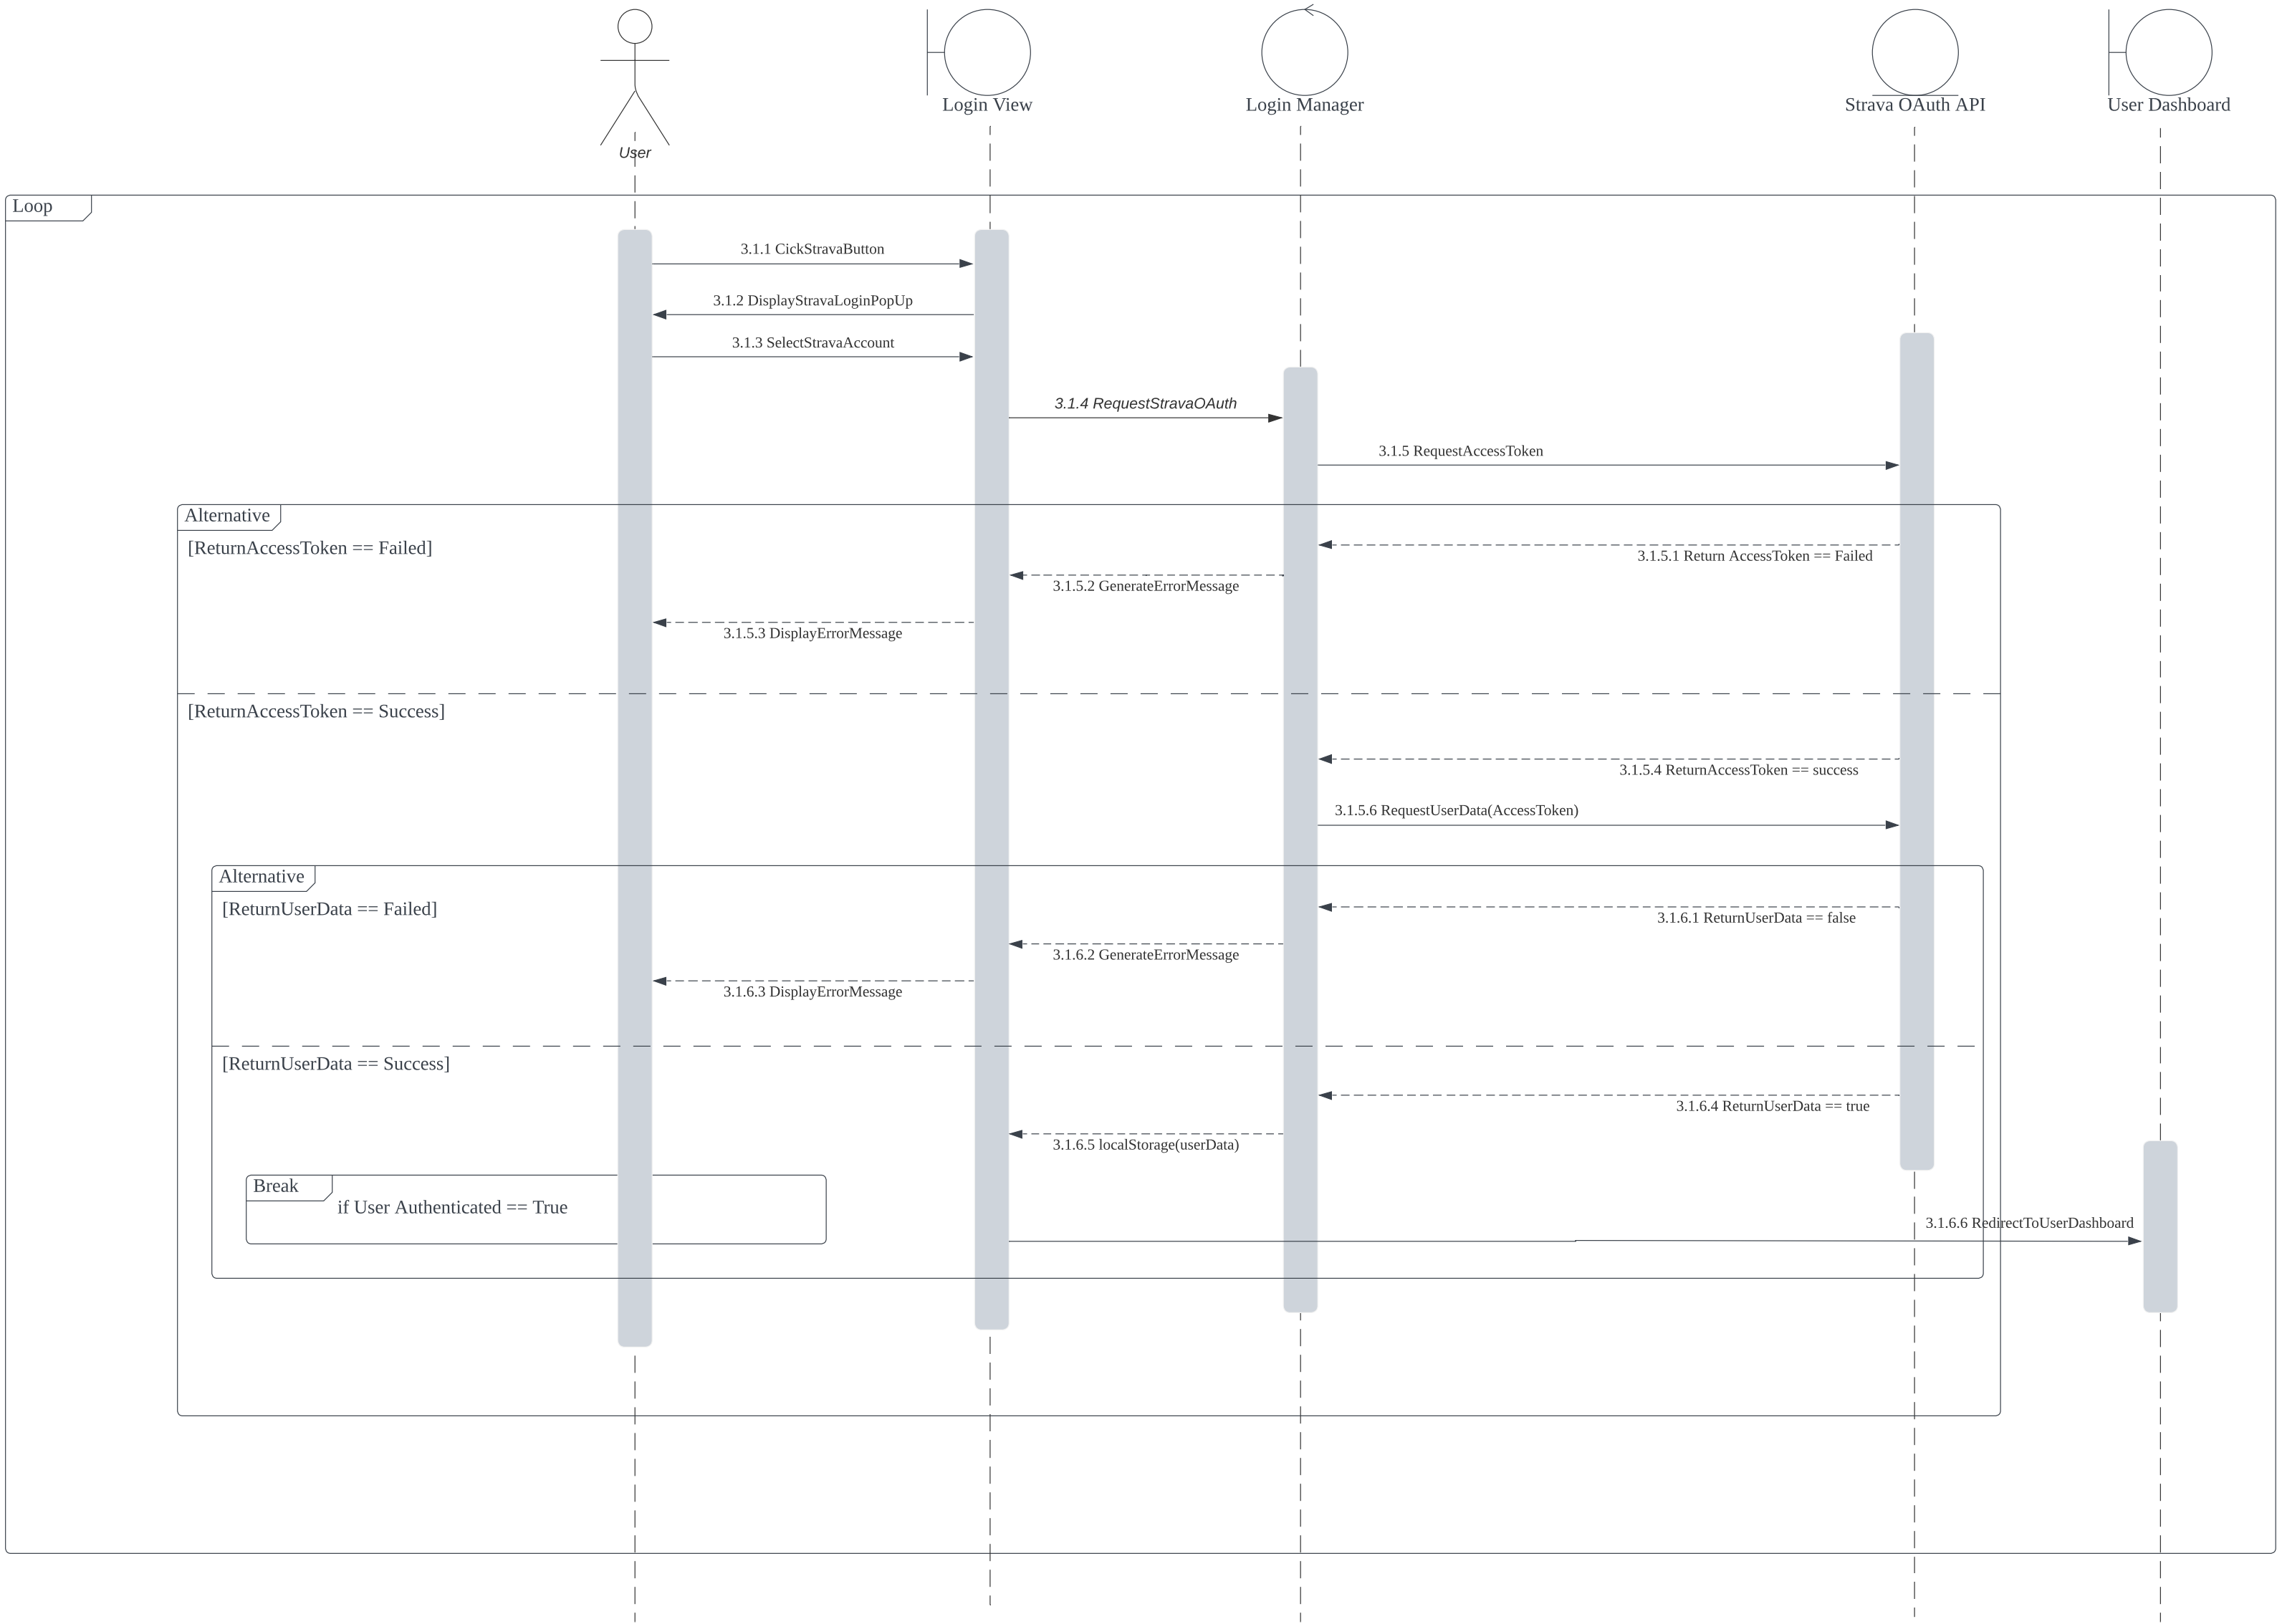 Login View
Login Manager
Strava OAuth API
User Dashboard
User
Loop
3.1.1 CickStravaButton
3.1.2 DisplayStravaLoginPopUp
3.1.3 SelectStravaAccount
3.1.4 RequestStravaOAuth
3.1.5 RequestAccessToken
Alternative
[ReturnAccessToken == Failed]
3.1.5.1 Return AccessToken == Failed
3.1.5.2 GenerateErrorMessage
3.1.5.3 DisplayErrorMessage
[ReturnAccessToken == Success]
3.1.5.4 ReturnAccessToken == success
3.1.5.6 RequestUserData(AccessToken)
Alternative
[ReturnUserData == Failed]
3.1.6.1 ReturnUserData == false
3.1.6.2 GenerateErrorMessage
3.1.6.3 DisplayErrorMessage
[ReturnUserData == Success]
3.1.6.4 ReturnUserData == true
3.1.6.5 localStorage(userData)
Break
if User Authenticated == True
3.1.6.6 RedirectToUserDashboard